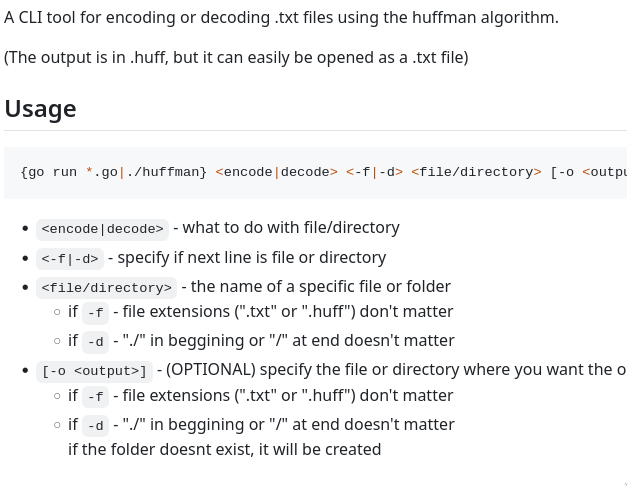 A CLI tool for encoding or decoding .txt files using the huffman algorithm.
(The output is in .huff, but it can easily be opened as a .txt file)
Usage
{go run *.go|./huffman} <encode|decode> <-f|-d> <file/directory> [-o <outpu
<encode|decode> - what to do with file/directory
<-f|-d> - specify if next line is file or directory
<file/directory> - the name of a specific file or folder
if -f - file extensions (".txt" or ".huff") don't matter
if -d - "./" in beggining or "/" at end doesn't matter
[-o <output>] - (OPTIONAL) specify the file or directory where you want the o
if -f - file extensions (".txt" or ".huff") don't matter
if -d - "./" in beggining or "/" at end doesn't matter
if the folder doesnt exist, it will be created